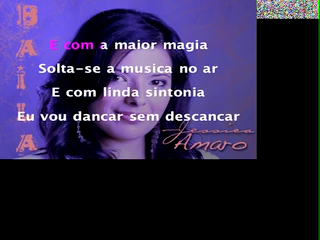 BAILA
E com a maior magia
Solta-se a musica no ar
E com linda sintonia
Eu vou dancar sem descancar
Jessica
Amaro